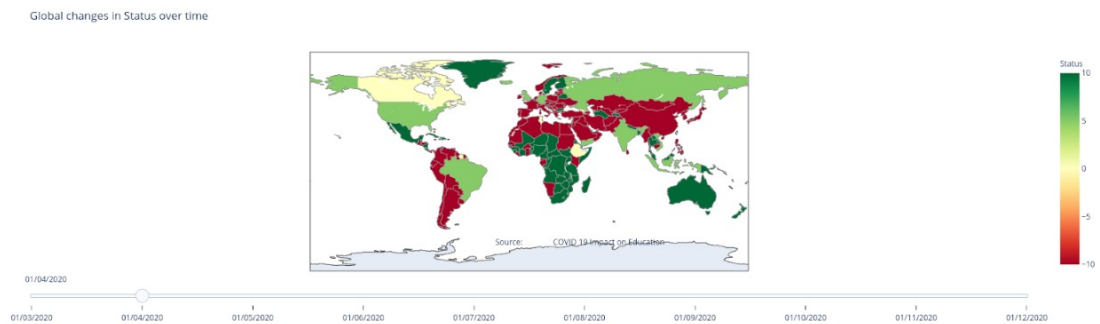 Global changes in Status over time
Status
10
5
0
−5
−10
Source: COVID 19 Impact on Education
01/04/2020
01/03/2020 01/04/2020 01/05/2020 01/06/2020 01/07/2020 01/08/2020 01/09/2020 01/10/2020 01/11/2020 01/12/2020